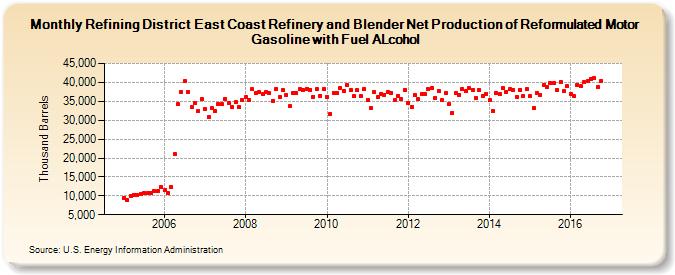 Monthly Refining District East Coast Refinery and Blender Net Production of Reformulated Motor
Gasoline with Fuel ALcohol
Thousand Barrels
45,000
40,000
35,000
30,000
25,000
20,000
15,000
10,000
5,000
2006 2008 2010 2012 2014 2016
Source: U.S. Energy Information Administration